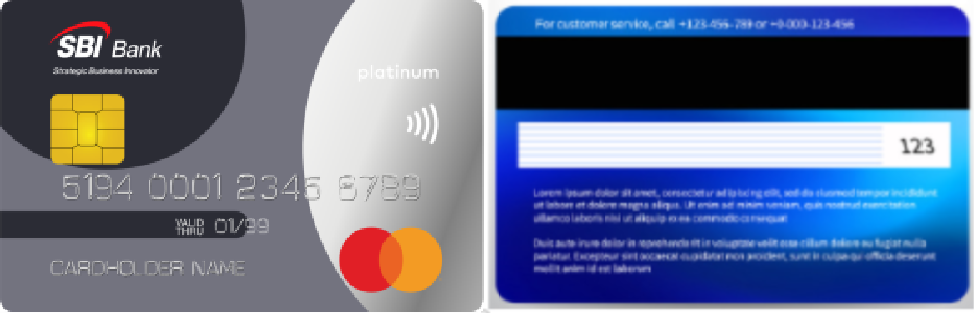 SBI Bank
Strategic Business Innovator
platinum
5194 0001 2345 6789
VALID THRU 01/99
CARDHOLDER NAME
For customer service, call +123-456-789 or +0-000-123-456
123
Lorem ipsum dolor sit amet, consectetur adipiscing elit, sed do eiusmod tempor incididunt
ut labore et dolore magna aliqua. Ut enim ad minim veniam, quis nostrud exercitation
ullamco laboris nisi ut aliquip ex ea commodo consequat
Duis aute irure dolor in reprehenderit in voluptate velit esse cillum dolore eu fugiat nulla
pariatur. Excepteur sint occaecat cupidatat non proident, sunt in culpa qui officia deserunt
mollit anim id est laborum